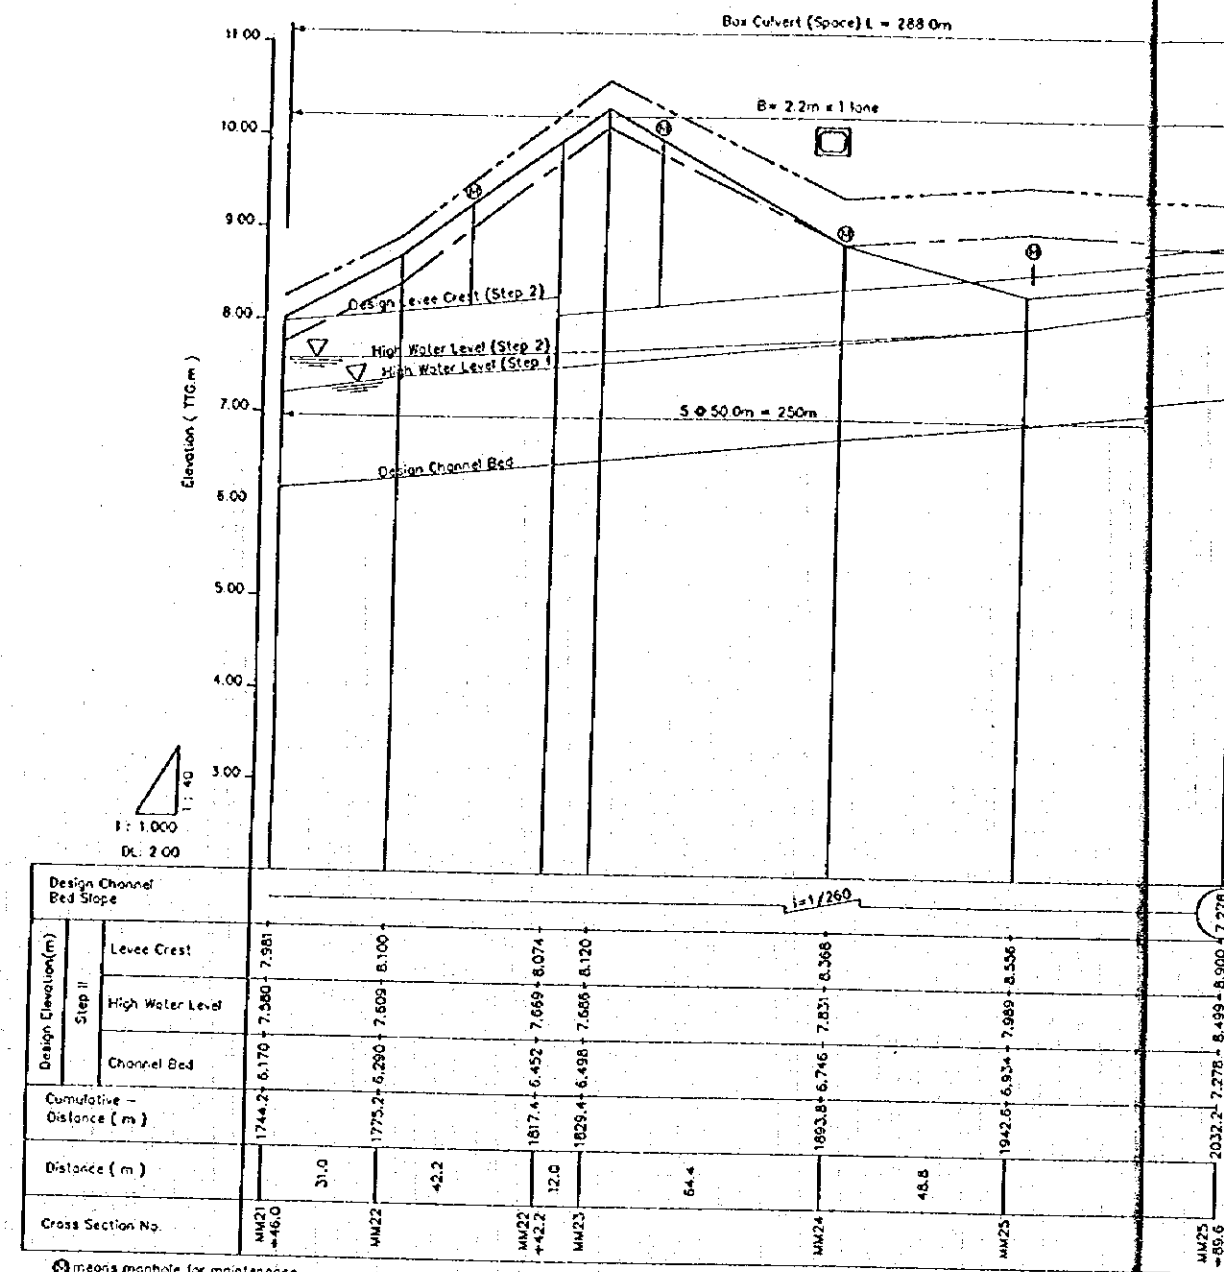 Box Culvert (Space) L = 288.0m
11.00
B= 2.2m x 1 lane
10.00
M
M
9.00
M
M
Design Levee Crest (Step 2)
8.00
High Water Level (Step 2)
High Water Level (Step 1
7.00
5 @ 50.0m = 250m
Elevation ( TTG.m )
Design Channel Bed
6.00
5.00
4.00
3.00
1 : 40
1 : 1,000
DL: 2.00
Design Channel
Bed Slope
i=1/260
Design Elevation(m)
Step II
Levee Crest
7.981
8.100
8.074
8.120
8.368
8.556
8.900
7.278
High Water Level
7.580
7.609
7.669
7.686
7.831
7.989
8.499
Channel Bed
6.170
6.290
6.452
6.498
6.746
6.934
7.278
Cumulative -
Distance ( m )
1744.2
1775.2
1817.4
1829.4
1893.8
1942.6
2032.2
Distance ( m )
31.0
42.2
12.0
64.4
48.8
Cross Section No.
MM21
+46.0
MM22
MM22
+42.2
MM23
MM24
MM25
MM25
+89.6
M means manhole for maintenance